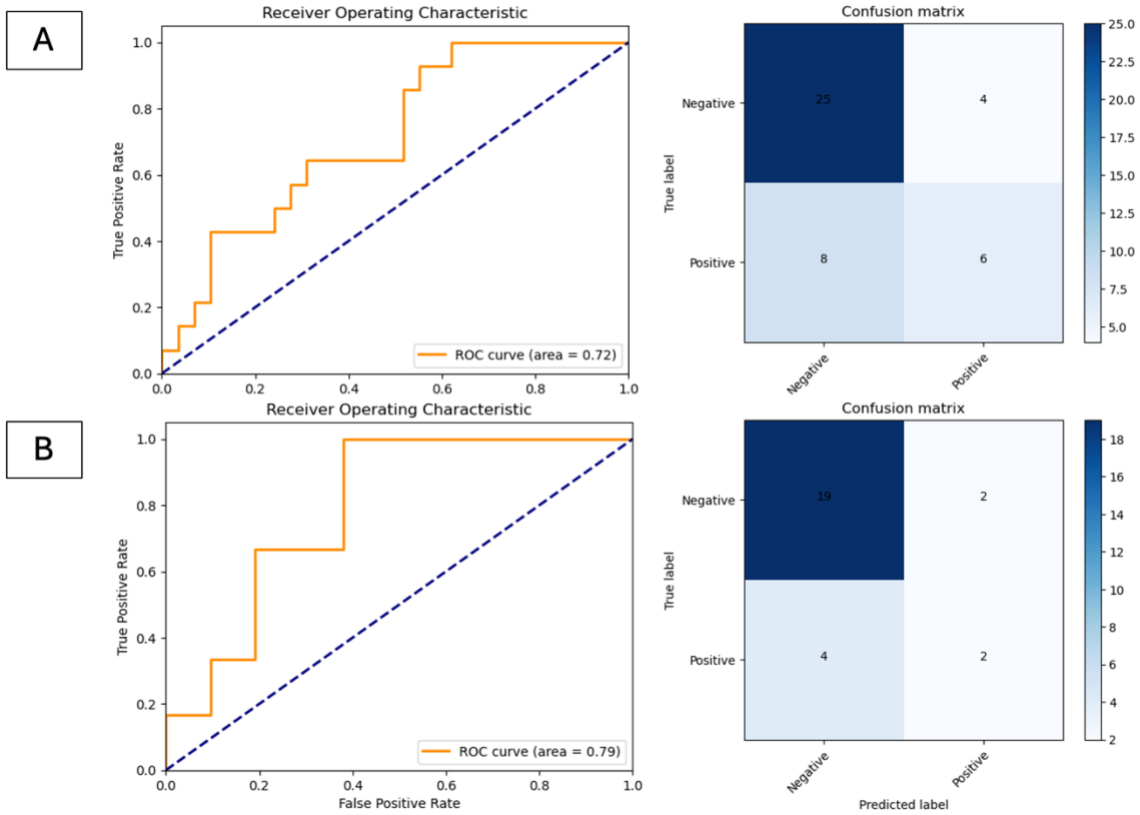 A
Receiver Operating Characteristic
True Positive Rate
1.0
0.8
0.6
0.4
0.2
0.0
0.0 0.2 0.4 0.6 0.8 1.0
ROC curve (area = 0.72)
Confusion matrix
True label
Negative
Positive
25 4
8 6
Negative Positive
25.0
22.5
20.0
17.5
15.0
12.5
10.0
7.5
5.0
B
Receiver Operating Characteristic
True Positive Rate
1.0
0.8
0.6
0.4
0.2
0.0
0.0 0.2 0.4 0.6 0.8 1.0
False Positive Rate
ROC curve (area = 0.79)
Confusion matrix
True label
Negative
Positive
19 2
4 2
Negative Positive
Predicted label
18
16
14
12
10
8
6
4
2